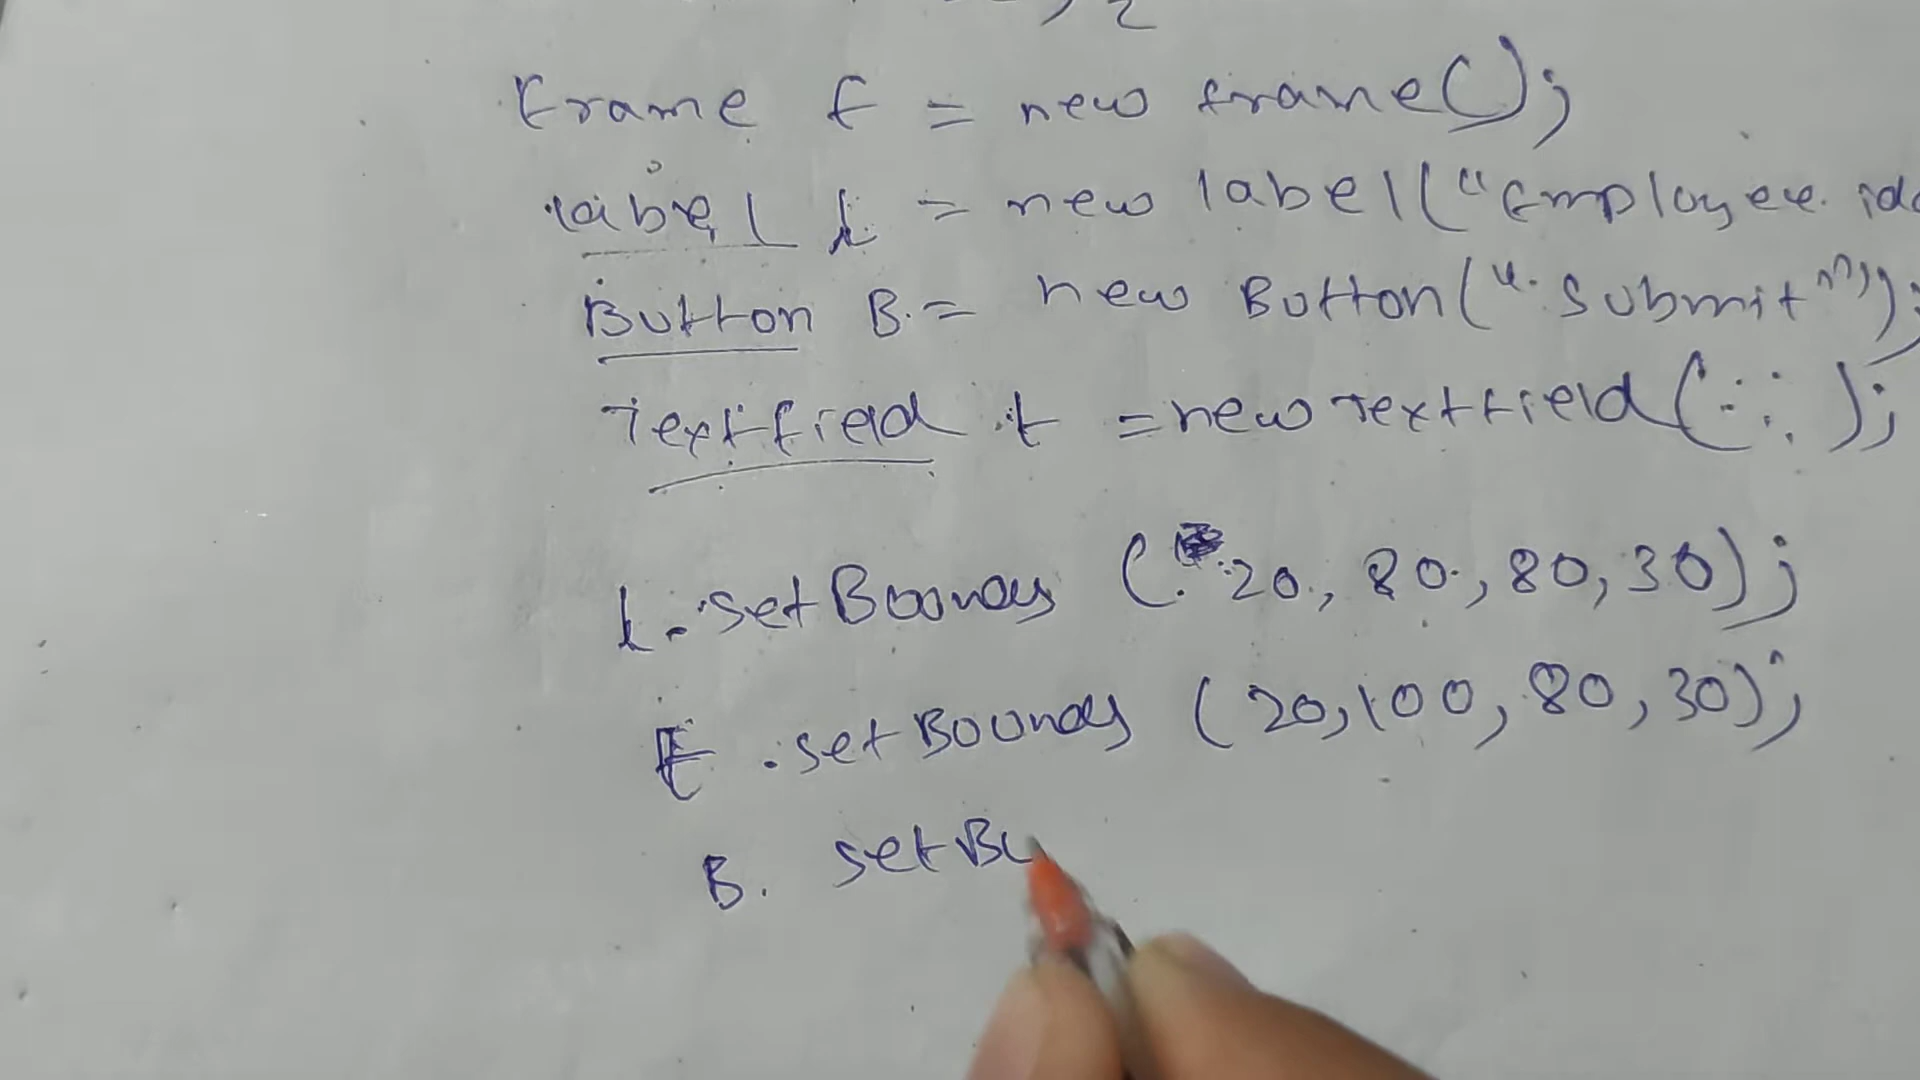 Frame f = new frame();
label l = new label("Employee id
Button B = new Button("Submit");
Textfield t = new Textfield( );
l. setBounds (20, 80, 80, 30);
t. setBounds (20, 100, 80, 30);
B. setBo